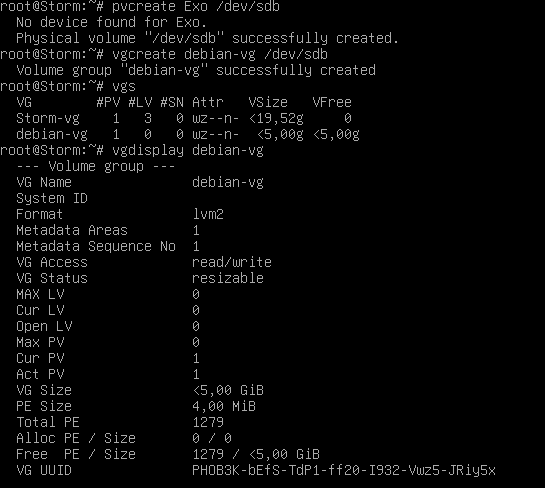 root@Storm:~# pvcreate Exo /dev/sdb
  No device found for Exo.
  Physical volume "/dev/sdb" successfully created.
root@Storm:~# vgcreate debian-vg /dev/sdb
  Volume group "debian-vg" successfully created
root@Storm:~# vgs
  VG        #PV #LV #SN Attr   VSize   VFree
  Storm-vg    1   3   0 wz--n- <19,52g     0
  debian-vg   1   0   0 wz--n-  <5,00g <5,00g
root@Storm:~# vgdisplay debian-vg
  --- Volume group ---
  VG Name               debian-vg
  System ID
  Format                lvm2
  Metadata Areas        1
  Metadata Sequence No  1
  VG Access             read/write
  VG Status             resizable
  MAX LV                0
  Cur LV                0
  Open LV               0
  Max PV                0
  Cur PV                1
  Act PV                1
  VG Size               <5,00 GiB
  PE Size               4,00 MiB
  Total PE              1279
  Alloc PE / Size       0 / 0
  Free  PE / Size       1279 / <5,00 GiB
  VG UUID               PHOB3K-bEfS-TdP1-ff20-I932-Vwz5-JRiy5x